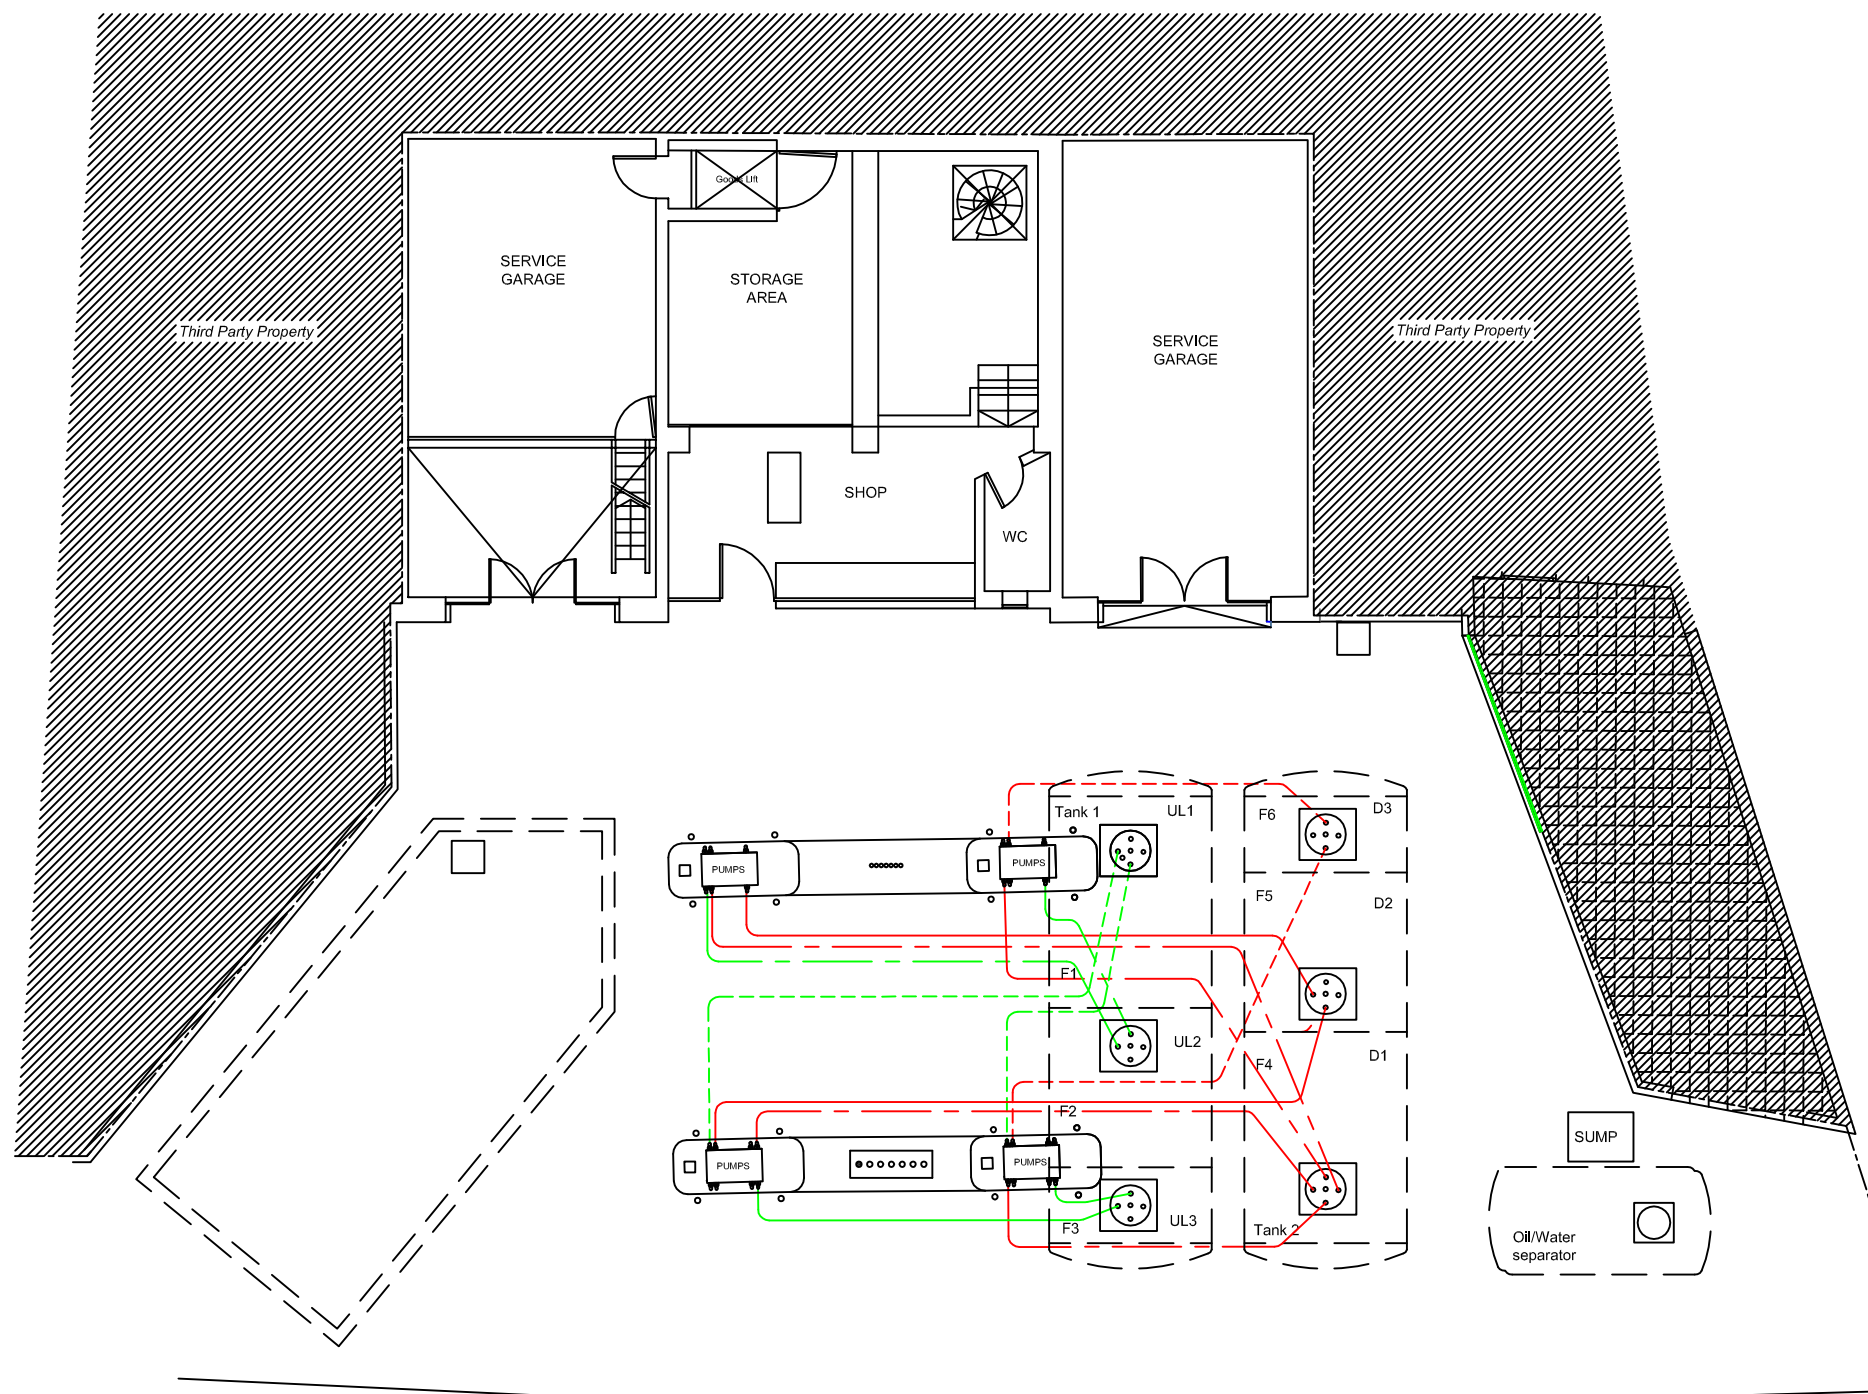 Goods Lift
SERVICE
GARAGE
STORAGE
AREA
Third Party Property
Third Party Property
SERVICE
GARAGE
SHOP
WC
Tank 1
UL1
F6
D3
PUMPS
PUMPS
F5
D2
F1
UL2
F4
D1
F2
SUMP
PUMPS
PUMPS
F3
UL3
Tank 2
Oil/Water
separator